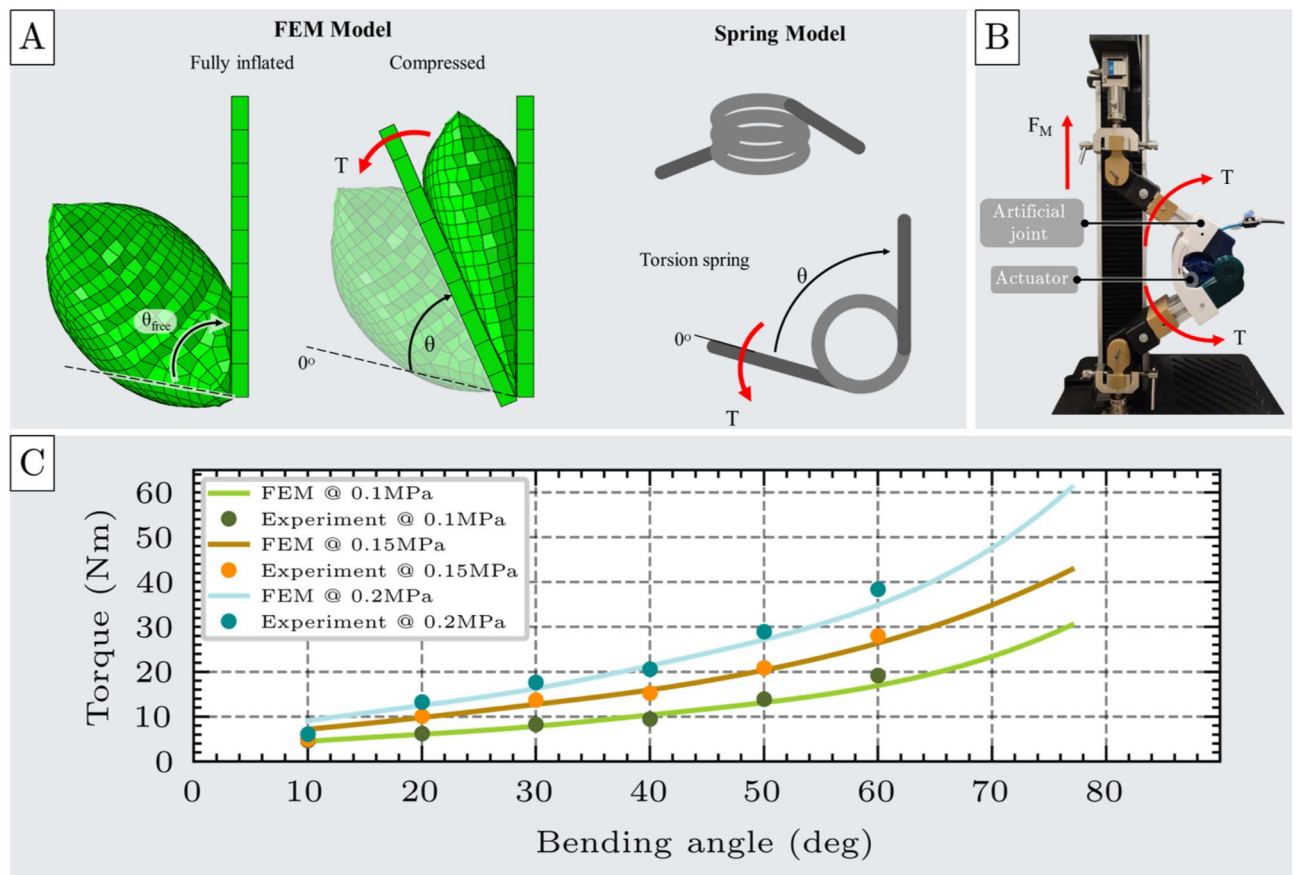 A
FEM Model
Fully inflated
Compressed
T
θfree
0º
θ
Spring Model
Torsion spring
θ
0º
T
B
FM
T
Artificial
joint
Actuator
T
C
FEM @ 0.1MPa
Experiment @ 0.1MPa
FEM @ 0.15MPa
Experiment @ 0.15MPa
FEM @ 0.2MPa
Experiment @ 0.2MPa
Torque (Nm)
60
50
40
30
20
10
0
0 10 20 30 40 50 60 70 80
Bending angle (deg)